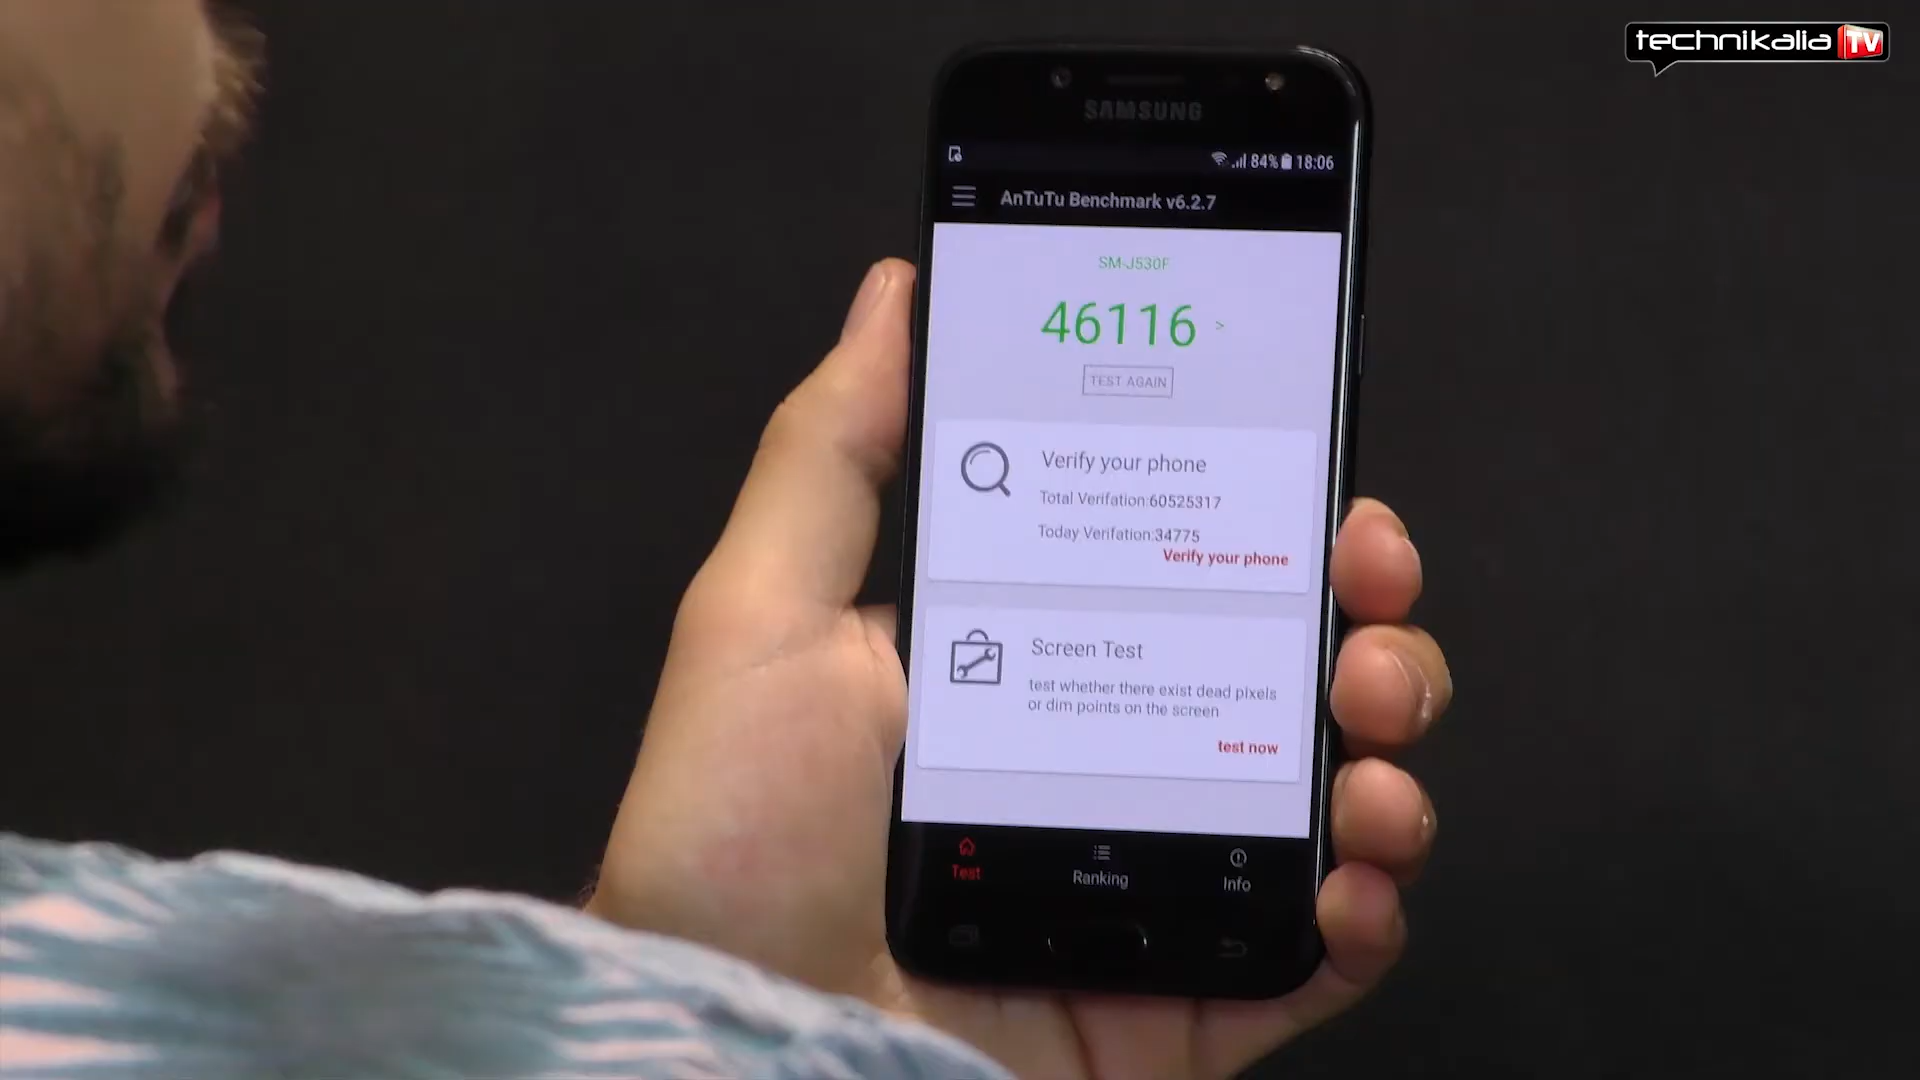 technikalia TV
SAMSUNG
84% 18:06
AnTuTu Benchmark v6.2.7
SM-J530F
46116 >
TEST AGAIN
Verify your phone
Total Verifation:60525317
Today Verifation:34775
Verify your phone
Screen Test
test whether there exist dead pixels
or dim points on the screen
test now
Test Ranking Info